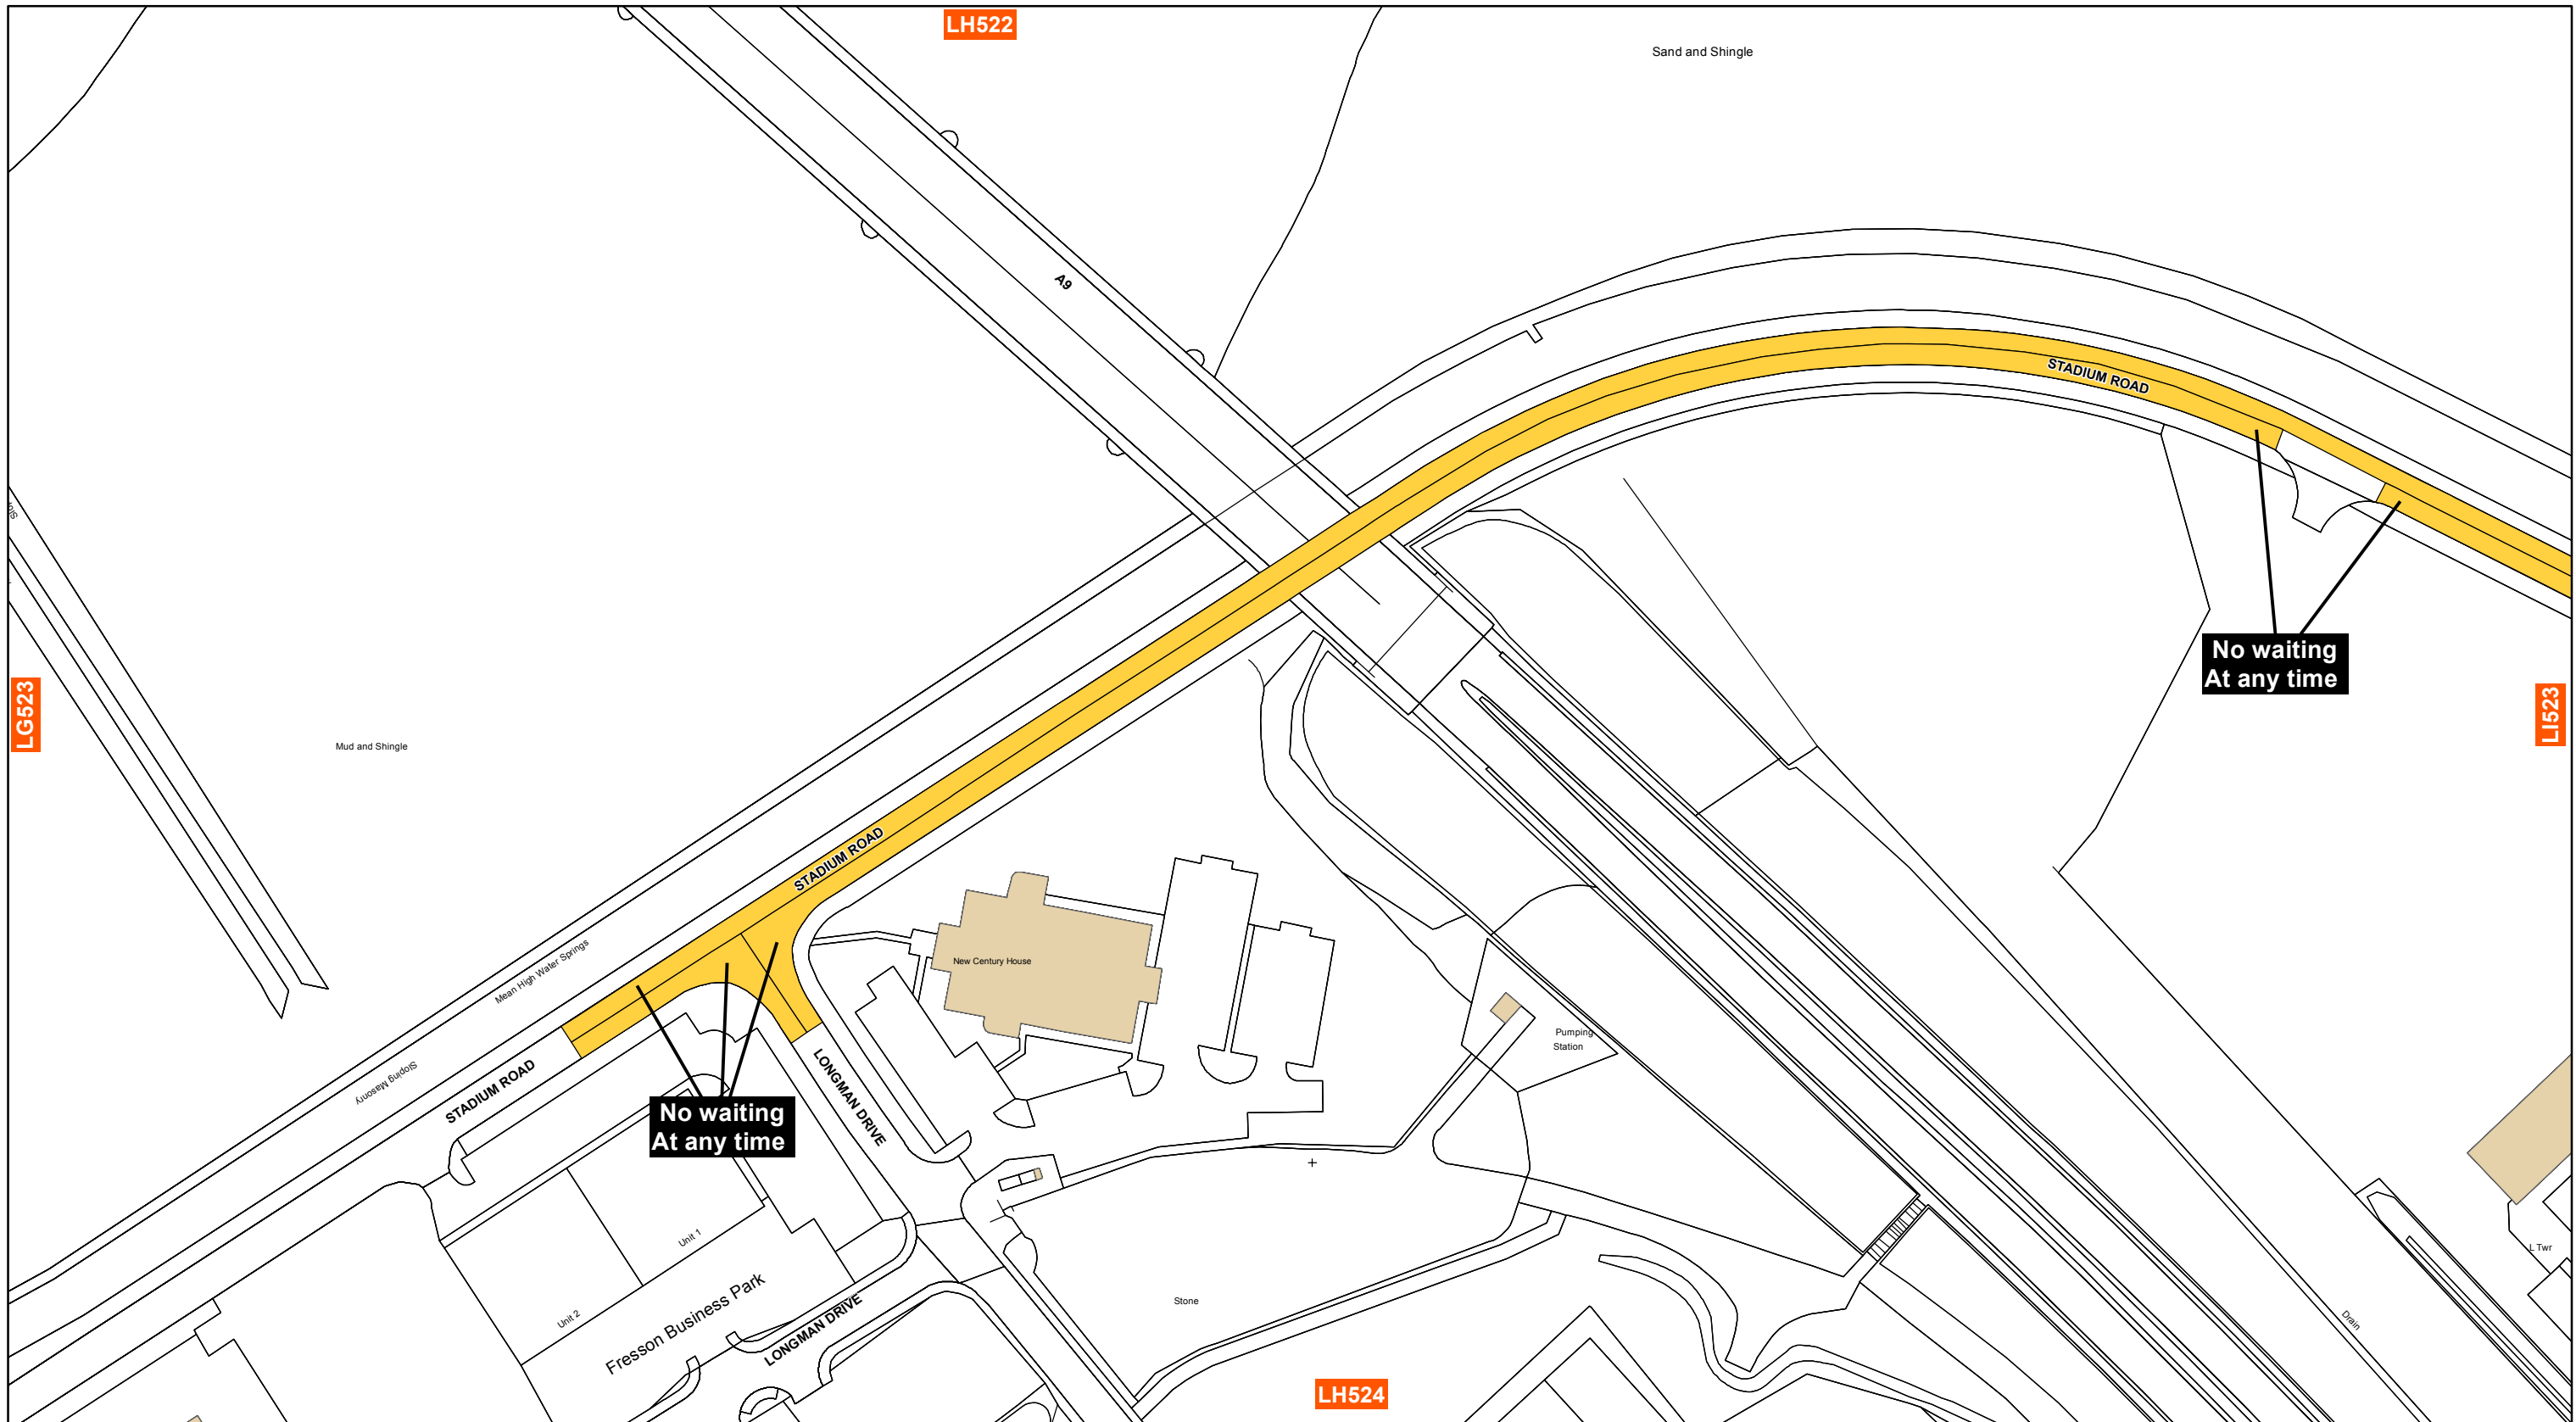 LH522
Sand and Shingle
A9
STADIUM ROAD
No waiting
At any time
LG523
LI523
Mud and Shingle
STADIUM ROAD
Mean High Water Springs
New Century House
Pumping
Station
Sloping Masonry
STADIUM ROAD
LONGMAN DRIVE
No waiting
At any time
Unit 1
Unit 2
Fresson Business Park
LONGMAN DRIVE
Stone
L Twr
Drain
LH524